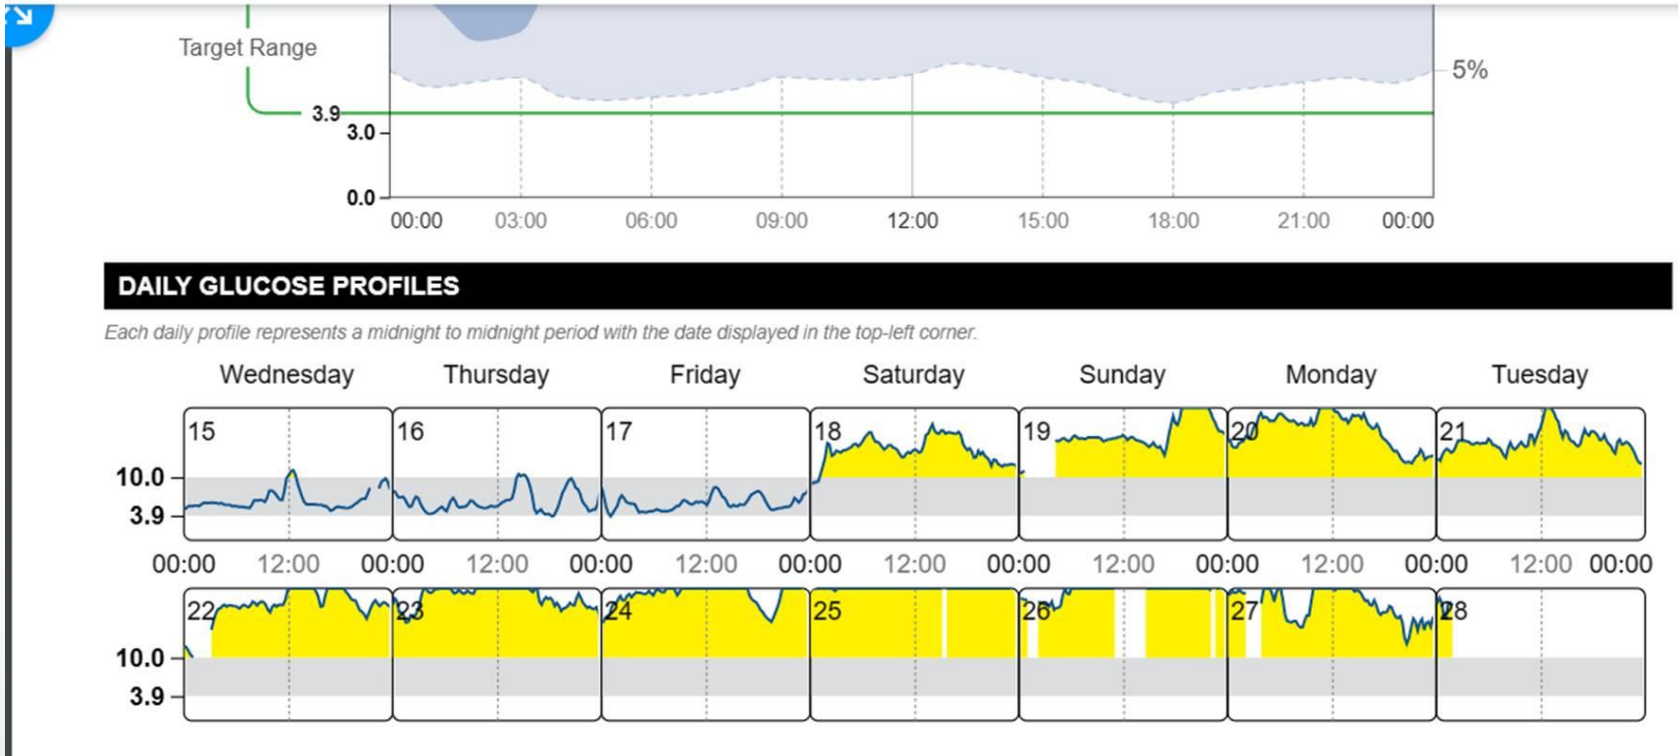 Target Range
5%
3.9
3.0
0.0
00:00 03:00 06:00 09:00 12:00 15:00 18:00 21:00 00:00
DAILY GLUCOSE PROFILES
Each daily profile represents a midnight to midnight period with the date displayed in the top-left corner.
Wednesday Thursday Friday Saturday Sunday Monday Tuesday
15 16 17 18 19 20 21
10.0
3.9
00:00 12:00 00:00 12:00 00:00 12:00 00:00 12:00 00:00 12:00 00:00 12:00 00:00 12:00 00:00
22 23 24 25 26 27 28
10.0
3.9